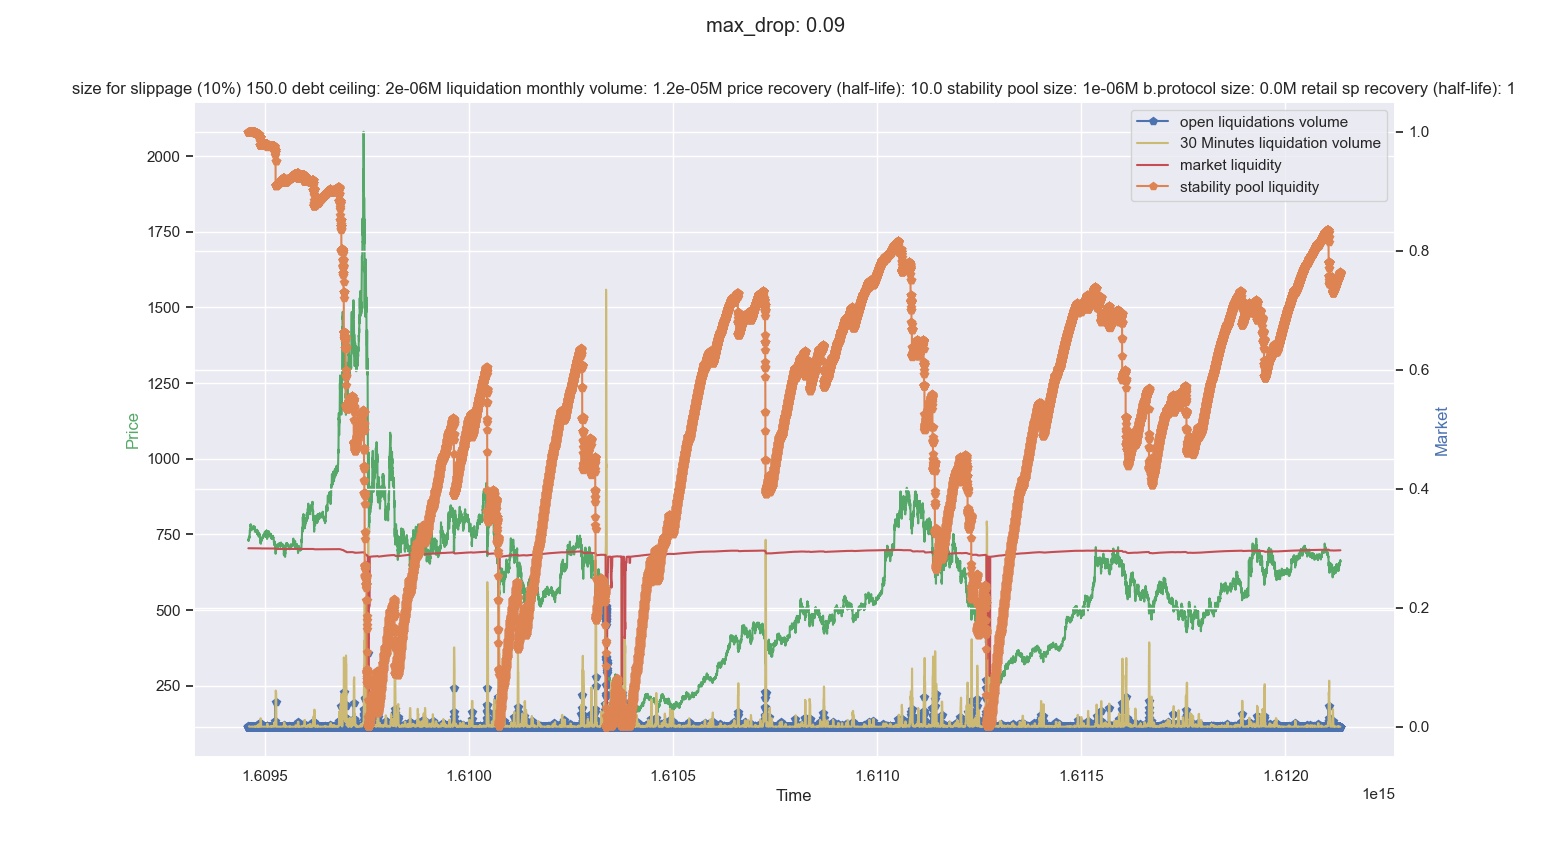 max_drop: 0.09
size for slippage (10%) 150.0 debt ceiling: 2e-06M liquidation monthly volume: 1.2e-05M price recovery (half-life): 10.0 stability pool size: 1e-06M b.protocol size: 0.0M retail sp recovery (half-life): 1
open liquidations volume
30 Minutes liquidation volume
market liquidity
stability pool liquidity
2000
1750
1500
1250
1000
750
500
250
Price
1.0
0.8
0.6
0.4
0.2
0.0
Market
1.6095 1.6100 1.6105 1.6110 1.6115 1.6120
Time
1e15